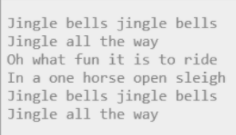 Jingle bells jingle bells
Jingle all the way
Oh what fun it is to ride
In a one horse open sleigh
Jingle bells jingle bells
Jingle all the way